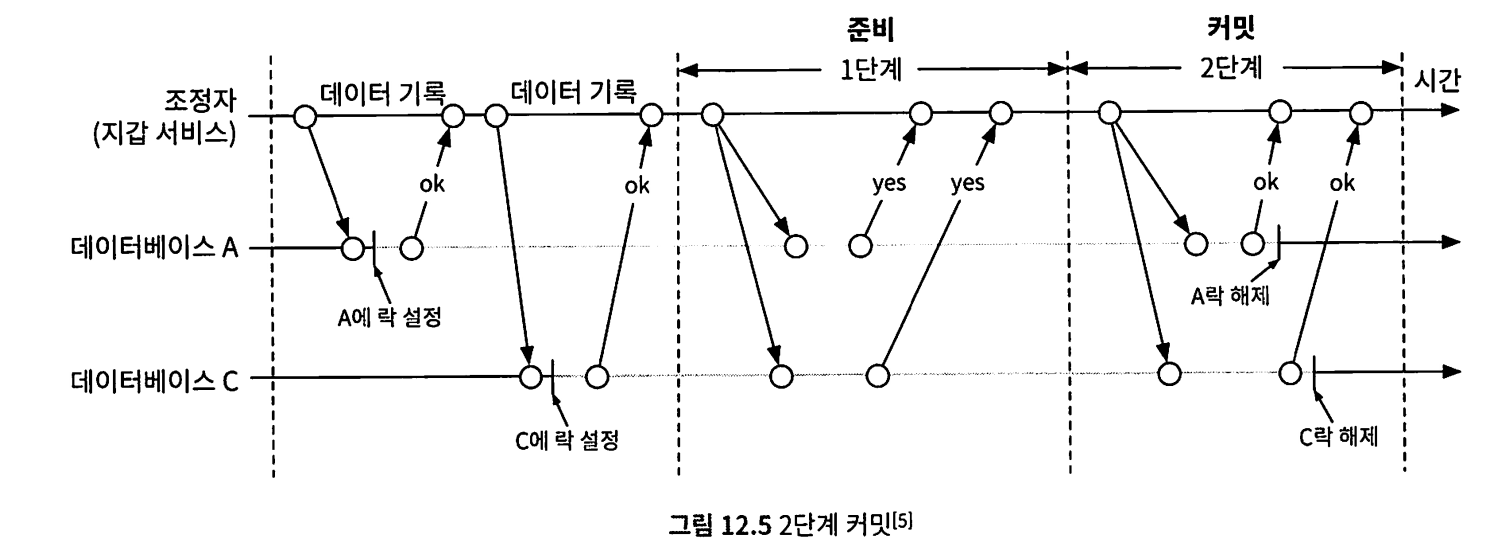 준비
커밋
1단계
2단계
시간
조정자
(지갑 서비스)
데이터 기록
데이터 기록
ok
ok
yes
yes
ok
ok
데이터베이스 A
A에 락 설정
A락 해제
데이터베이스 C
C에 락 설정
C락 해제
그림 12.5 2단계 커밋[5]